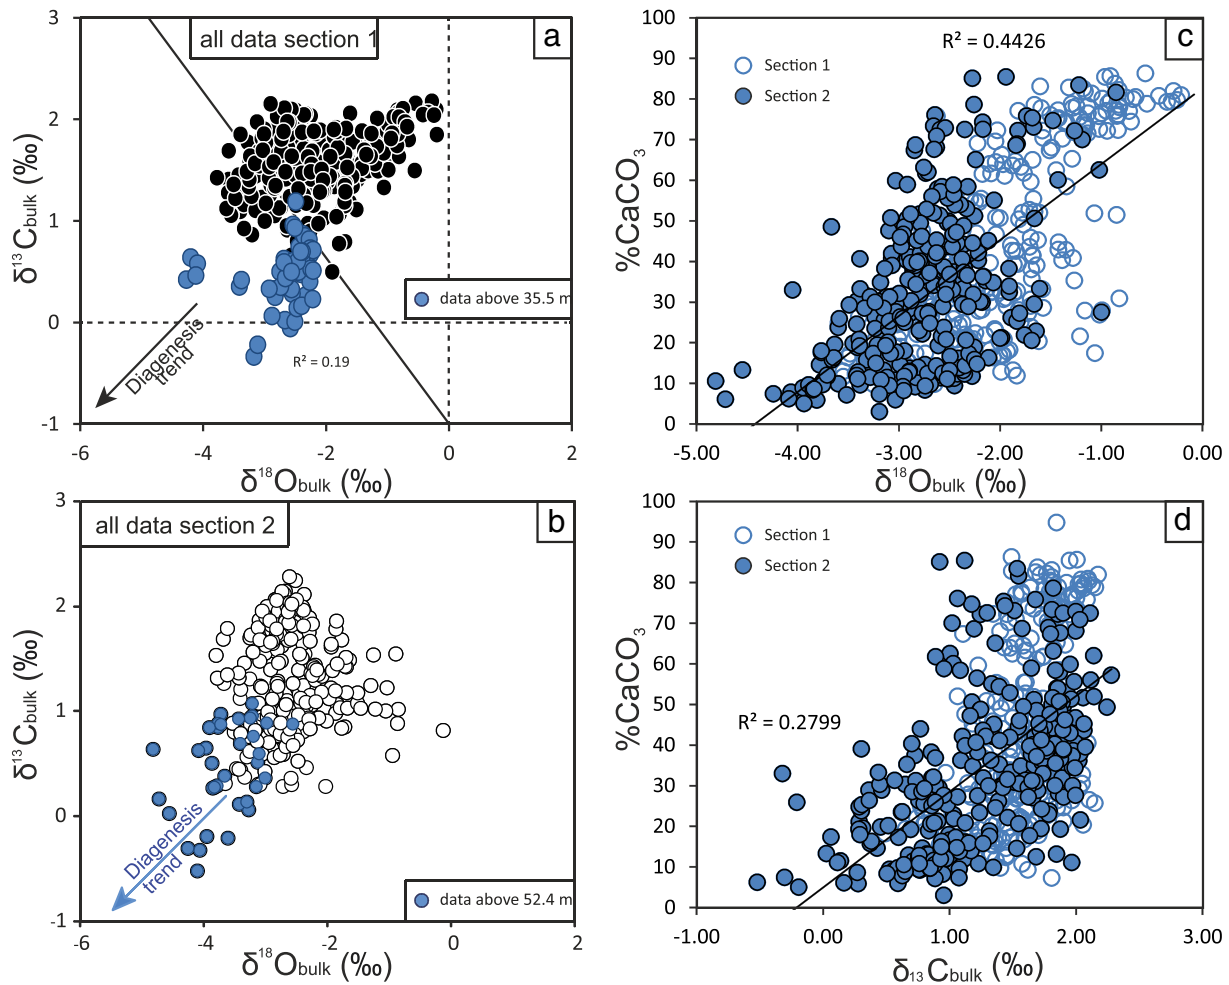 3
2
1
0
-1
all data section 1
a
data above 35.5 m
R² = 0.19
Diagenesis
trend
-6
-4
-2
0
2
δ¹⁸Obulk (‰)
δ¹³Cbulk (‰)
100
90
80
70
60
50
40
30
20
10
0
R² = 0.4426
c
Section 1
Section 2
%CaCO₃
-5.00
-4.00
-3.00
-2.00
-1.00
0.00
δ¹⁸Obulk (‰)
3
2
1
0
-1
all data section 2
b
Diagenesis
trend
data above 52.4 m
-6
-4
-2
0
2
δ¹⁸Obulk (‰)
δ¹³Cbulk (‰)
100
90
80
70
60
50
40
30
20
10
0
d
Section 1
Section 2
R² = 0.2799
%CaCO₃
-1.00
0.00
1.00
2.00
3.00
δ₁₃Cbulk (‰)